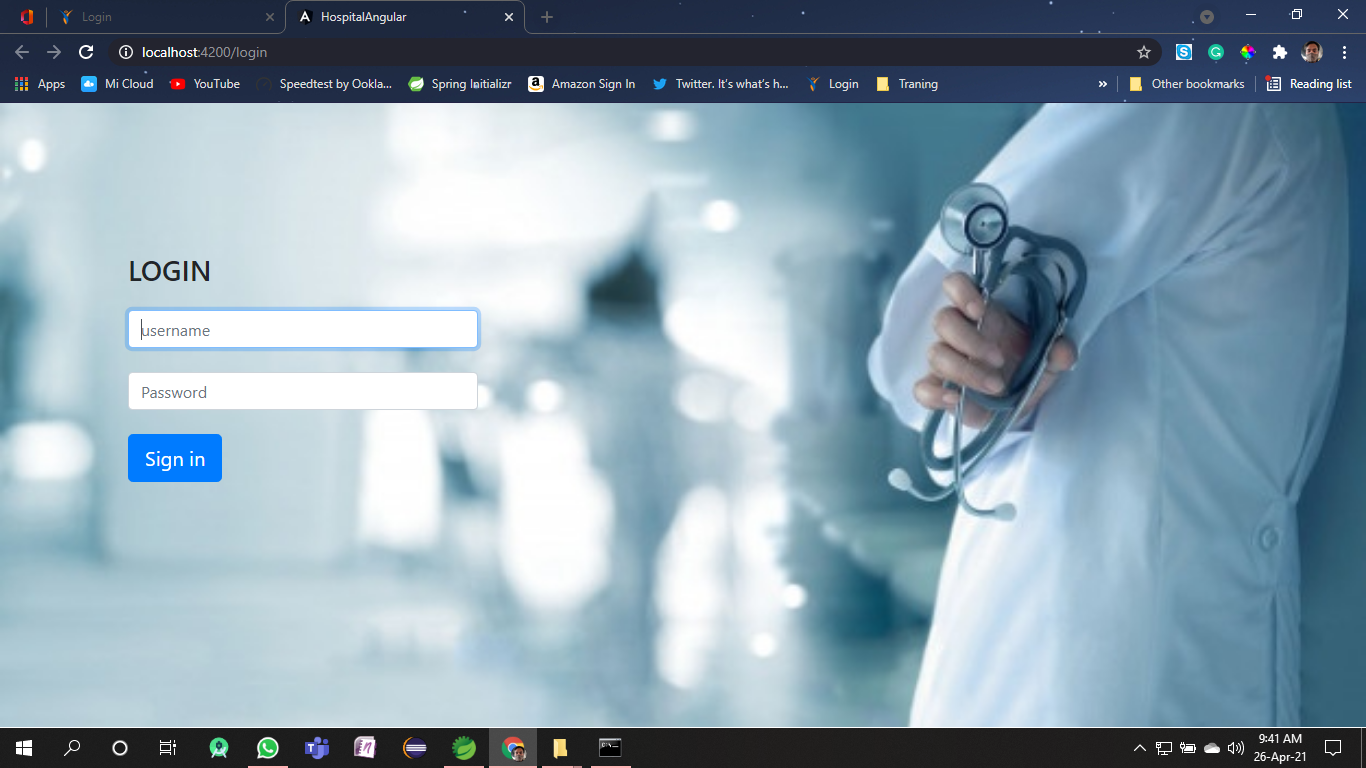 Login
HospitalAngular
localhost:4200/login
Apps Mi Cloud YouTube Speedtest by Ookla... Spring Initializr Amazon Sign In Twitter. It's what's h... Login Traning » Other bookmarks Reading list
LOGIN
username
Password
Sign in
9:41 AM
26-Apr-21